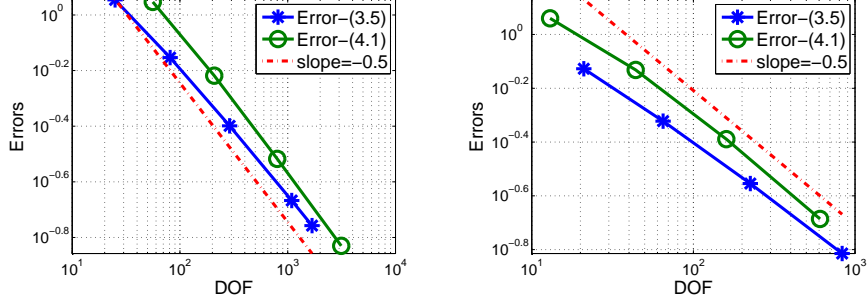 10^0
10^-0.2
10^-0.4
10^-0.6
10^-0.8
Errors
10^1
10^2
10^3
10^4
DOF
Error-(3.5)
Error-(4.1)
slope=-0.5
10^0
10^-0.2
10^-0.4
10^-0.6
10^-0.8
Errors
10^1
10^2
10^3
DOF
Error-(3.5)
Error-(4.1)
slope=-0.5